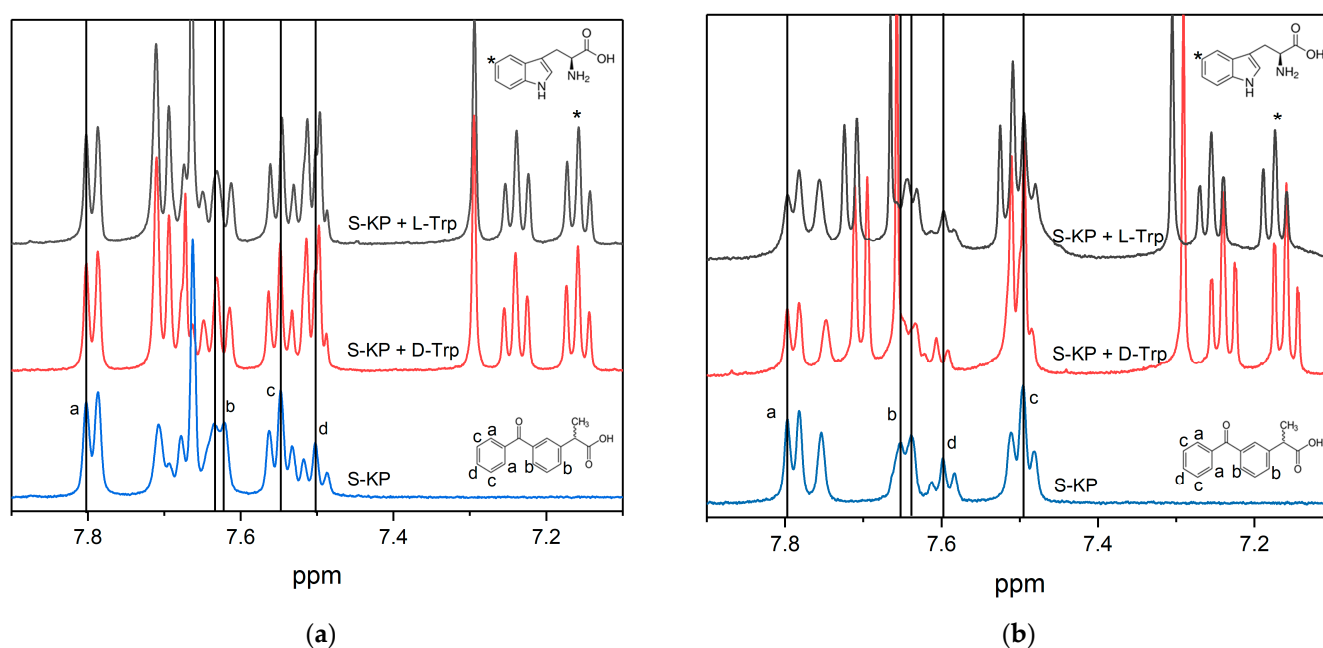 *
O
OH
NH2
N
H
*
S-KP + L-Trp
S-KP + D-Trp
a
b
c
d
O
CH3
c
a
OH
d
a
b
b
O
c
S-KP
7.8
7.6
7.4
7.2
ppm
(a)
*
O
OH
NH2
N
H
*
S-KP + L-Trp
S-KP + D-Trp
a
b
c
d
O
CH3
c
a
OH
d
a
b
b
O
c
S-KP
7.8
7.6
7.4
7.2
ppm
(b)